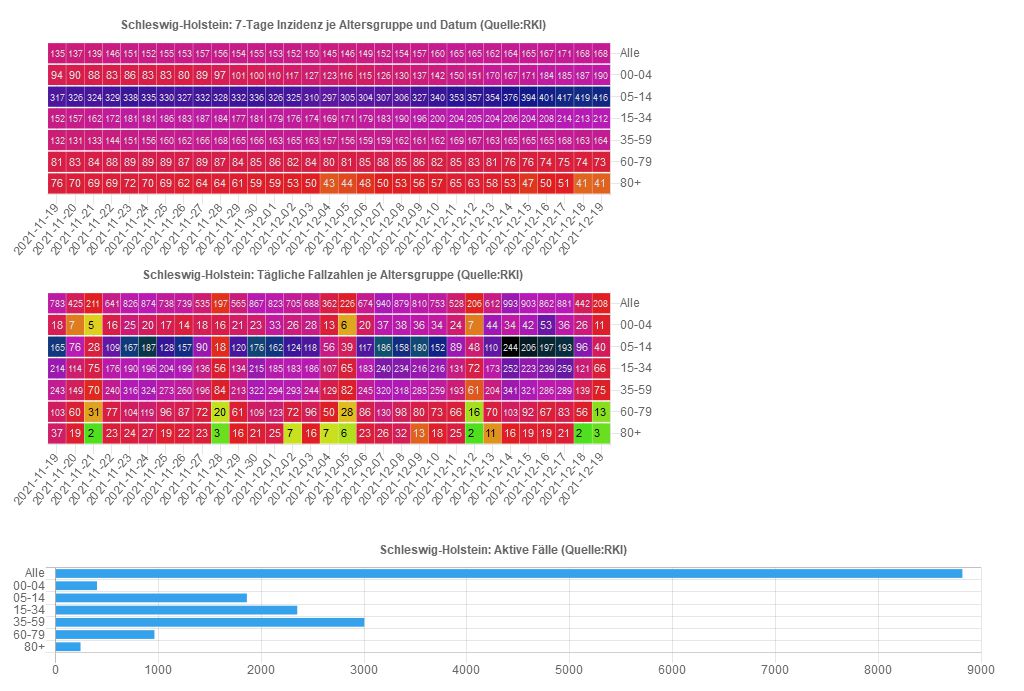 Schleswig-Holstein: 7-Tage Inzidenz je Altersgruppe und Datum (Quelle:RKI)
135 137 139 146 151 152 155 153 157 156 154 155 153 152 150 145 146 149 152 154 157 160 165 165 162 164 165 167 171 168 168 Alle
94 90 88 83 86 83 83 80 89 97 101 100 110 117 127 123 116 115 126 130 137 142 150 151 170 167 171 184 185 187 190 00-04
317 326 324 329 338 335 330 327 332 328 332 336 326 325 310 297 305 304 307 306 327 340 353 357 354 376 394 401 417 419 416 05-14
152 157 162 172 181 181 186 183 187 184 177 181 179 176 174 169 171 179 183 190 196 200 204 205 204 206 204 208 214 213 212 15-34
132 131 133 144 151 156 160 162 166 168 165 166 163 165 163 157 156 159 159 162 161 162 169 167 163 165 165 165 168 163 164 35-59
81 83 84 88 89 89 89 87 89 87 84 85 86 82 84 80 81 85 88 85 86 82 85 83 81 76 76 74 75 74 73 60-79
76 70 69 69 72 70 69 62 64 64 61 59 59 53 50 43 44 48 50 53 56 57 65 63 58 53 47 50 51 41 41 80+
2021-11-19 2021-11-20 2021-11-21 2021-11-22 2021-11-23 2021-11-24 2021-11-25 2021-11-26 2021-11-27 2021-11-28 2021-11-29 2021-11-30 2021-12-01 2021-12-02 2021-12-03 2021-12-04 2021-12-05 2021-12-06 2021-12-07 2021-12-08 2021-12-09 2021-12-10 2021-12-11 2021-12-12 2021-12-13 2021-12-14 2021-12-15 2021-12-16 2021-12-17 2021-12-18 2021-12-19
Schleswig-Holstein: Tägliche Fallzahlen je Altersgruppe (Quelle:RKI)
783 425 211 641 826 874 738 739 535 197 565 867 823 705 688 362 226 674 940 879 810 753 528 206 612 993 903 862 881 442 208 Alle
18 7 5 16 25 20 17 14 18 16 21 23 33 26 28 13 6 20 37 38 36 34 24 7 44 34 42 53 36 26 11 00-04
165 76 28 109 167 187 128 157 90 18 120 176 162 124 118 56 39 117 186 158 180 152 89 48 110 244 206 197 193 96 40 05-14
214 114 75 176 190 196 204 199 136 56 134 215 185 183 186 107 65 183 240 234 216 216 131 72 173 252 223 239 259 121 66 15-34
243 149 70 240 316 324 273 260 196 84 213 322 294 293 244 129 82 245 320 318 285 259 193 61 204 341 321 286 289 139 75 35-59
103 60 31 77 104 119 96 87 72 20 61 109 123 72 96 50 28 86 130 98 80 73 66 16 70 103 92 67 83 56 13 60-79
37 19 2 23 24 27 19 22 23 3 16 21 25 7 16 7 6 23 26 32 13 18 25 2 11 16 19 19 21 2 3 80+
2021-11-19 2021-11-20 2021-11-21 2021-11-22 2021-11-23 2021-11-24 2021-11-25 2021-11-26 2021-11-27 2021-11-28 2021-11-29 2021-11-30 2021-12-01 2021-12-02 2021-12-03 2021-12-04 2021-12-05 2021-12-06 2021-12-07 2021-12-08 2021-12-09 2021-12-10 2021-12-11 2021-12-12 2021-12-13 2021-12-14 2021-12-15 2021-12-16 2021-12-17 2021-12-18 2021-12-19
Schleswig-Holstein: Aktive Fälle (Quelle:RKI)
Alle
00-04
05-14
15-34
35-59
60-79
80+
0 1000 2000 3000 4000 5000 6000 7000 8000 9000